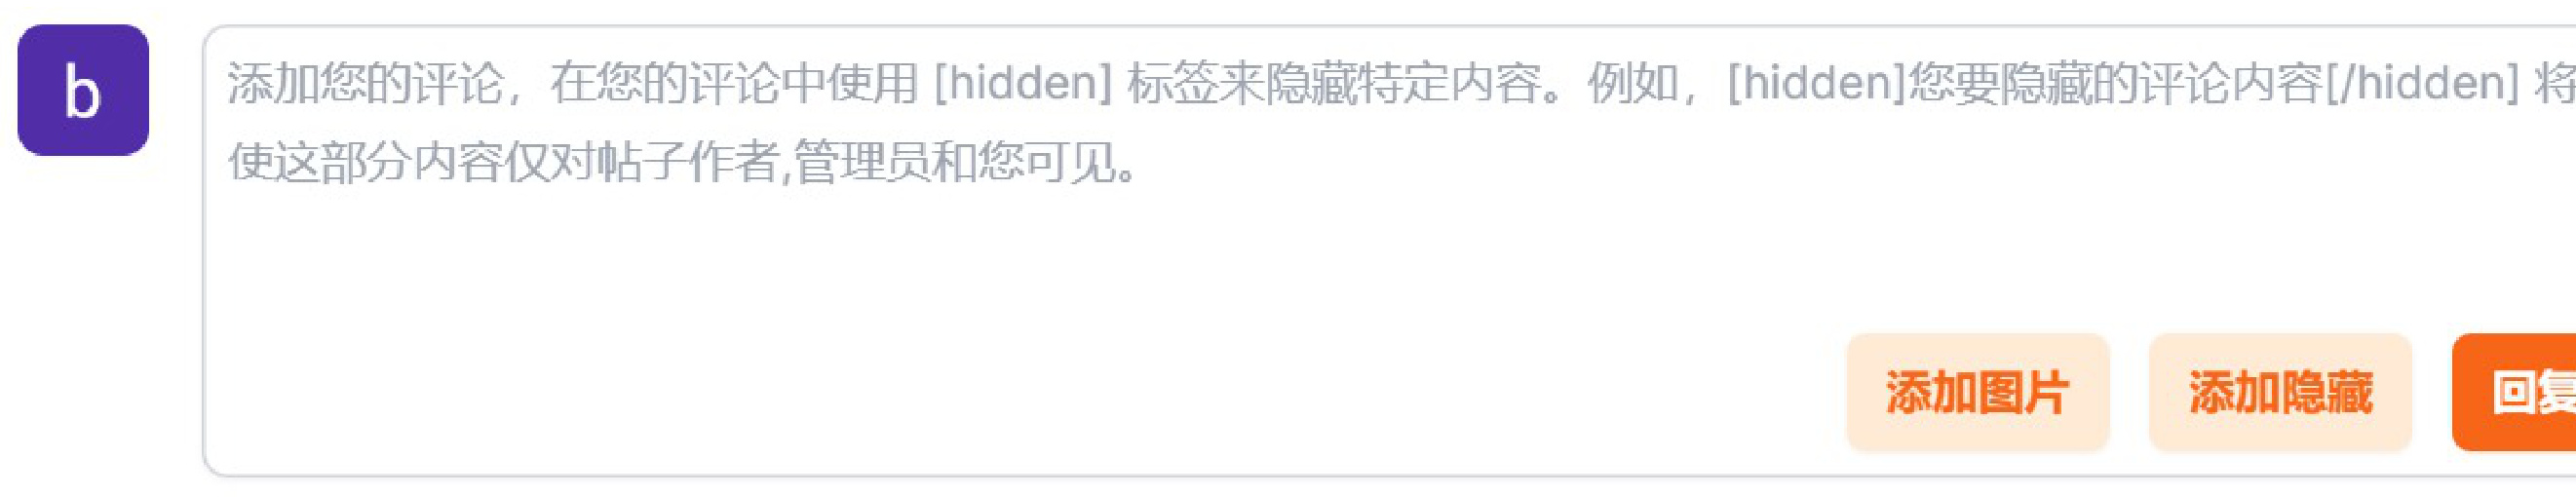 b
添加您的评论，在您的评论中使用 [hidden] 标签来隐藏特定内容。例如，[hidden]您要隐藏的评论内容[/hidden] 将
使这部分内容仅对帖子作者,管理员和您可见。
添加图片 添加隐藏 回复